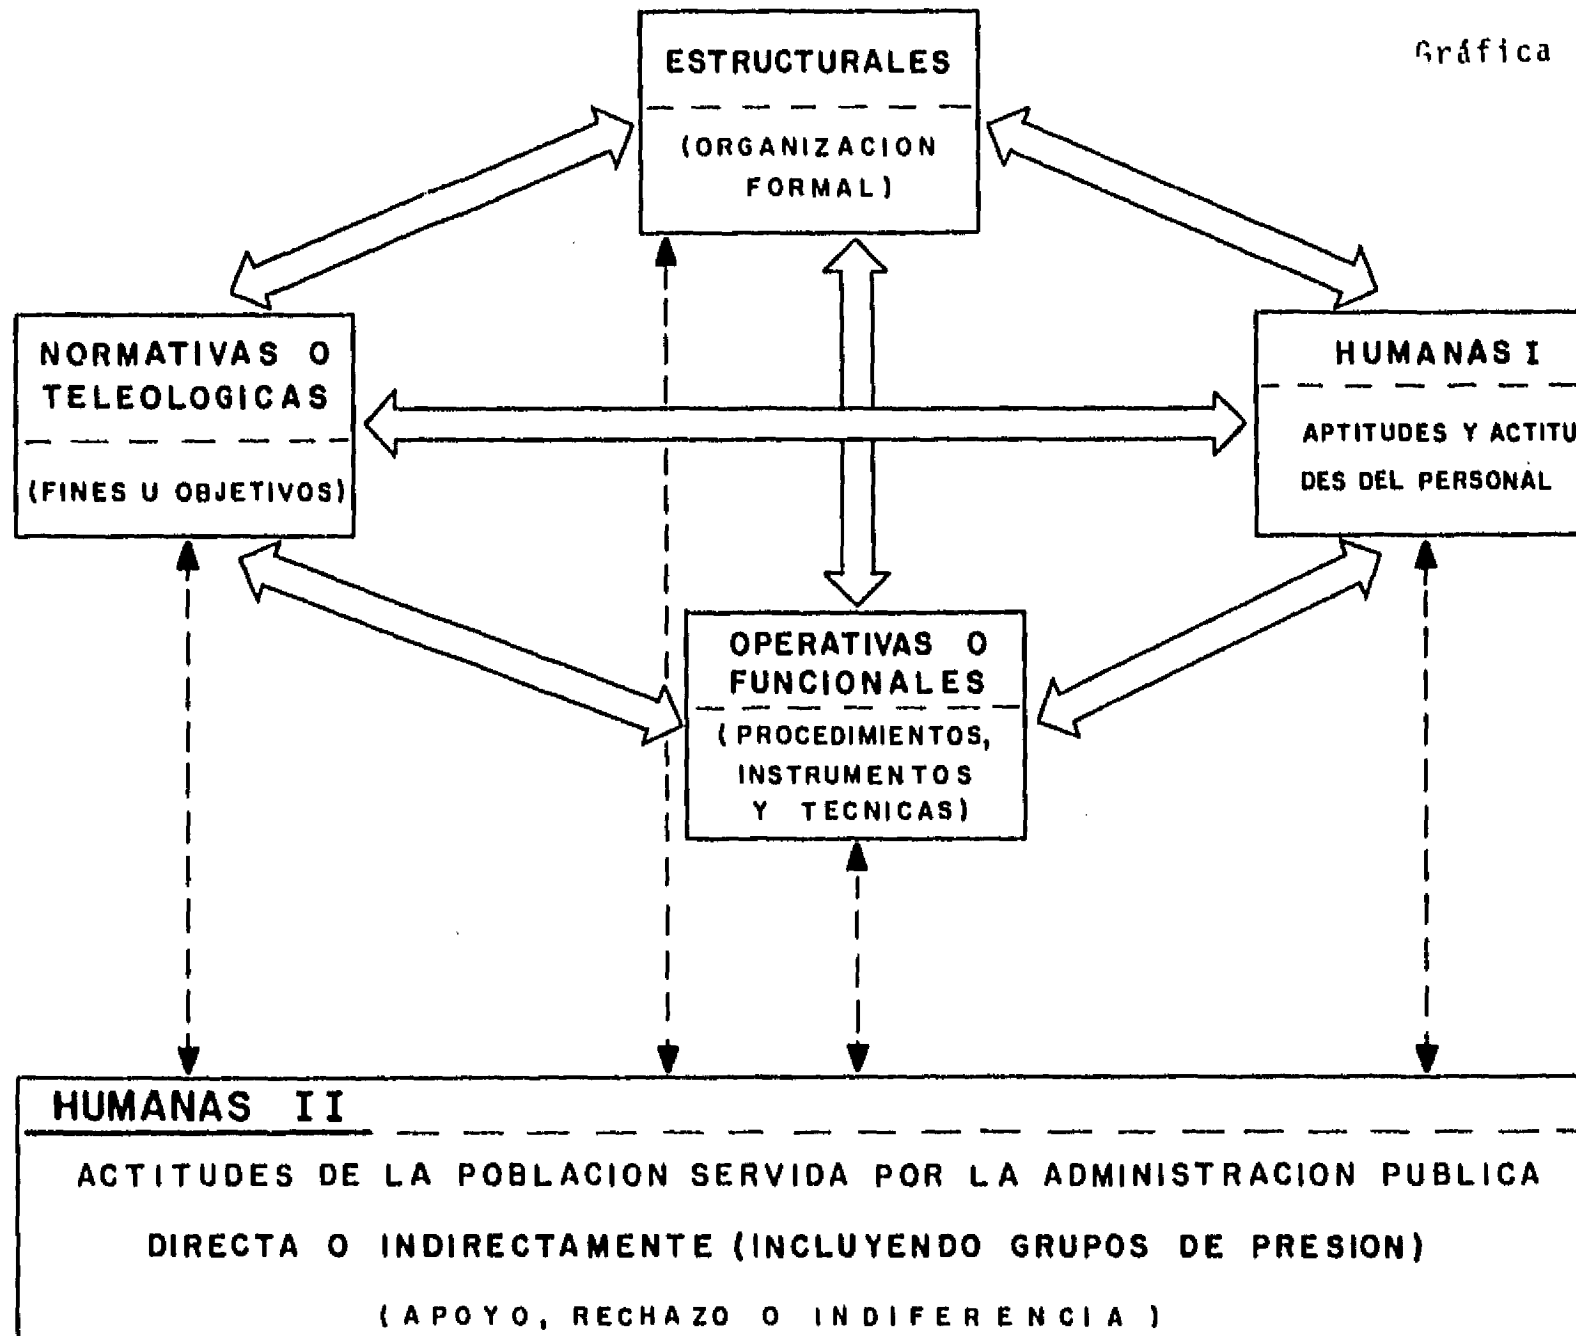 Gráfica
ESTRUCTURALES
(ORGANIZACION
FORMAL)
NORMATIVAS O
TELEOLOGICAS
(FINES U OBJETIVOS)
HUMANAS I
APTITUDES Y ACTITU
DES DEL PERSONAL
OPERATIVAS O
FUNCIONALES
(PROCEDIMIENTOS,
INSTRUMENTOS
Y TECNICAS)
HUMANAS II
ACTITUDES DE LA POBLACION SERVIDA POR LA ADMINISTRACION PUBLICA
DIRECTA O INDIRECTAMENTE (INCLUYENDO GRUPOS DE PRESION)
(APOYO, RECHAZO O INDIFERENCIA)